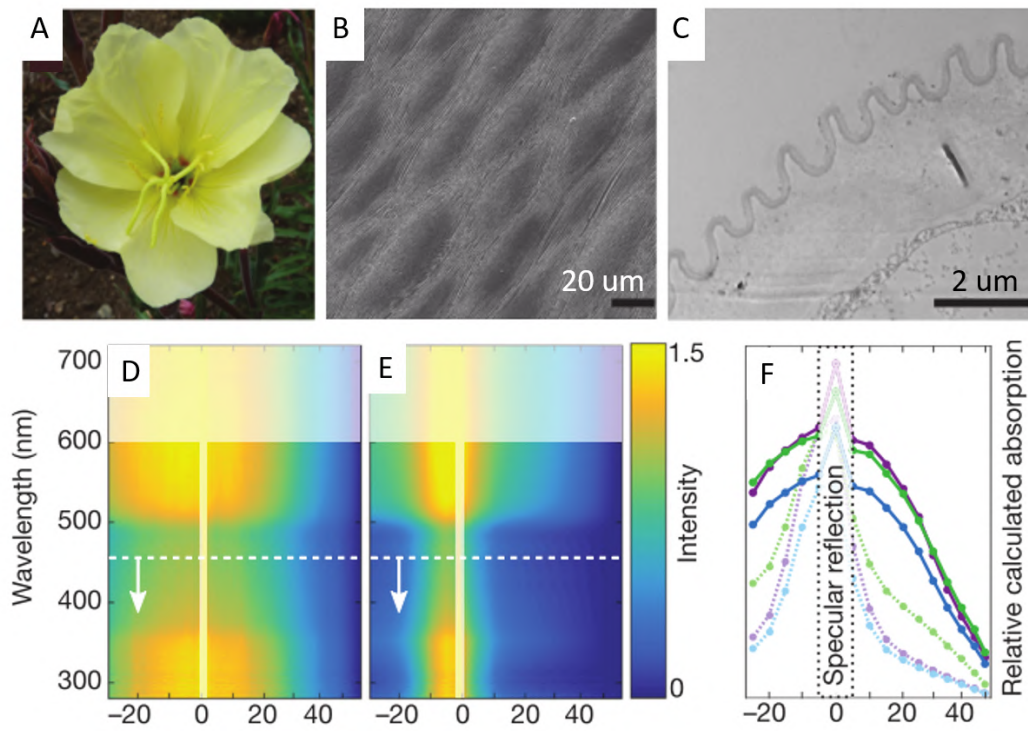 A
B
C
20 um
2 um
D
E
F
700
600
500
400
300
Wavelength (nm)
1.5
0
Intensity
Specular reflection
Relative calculated absorption
−20 0 20 40
−20 0 20 40
−20 0 20 40